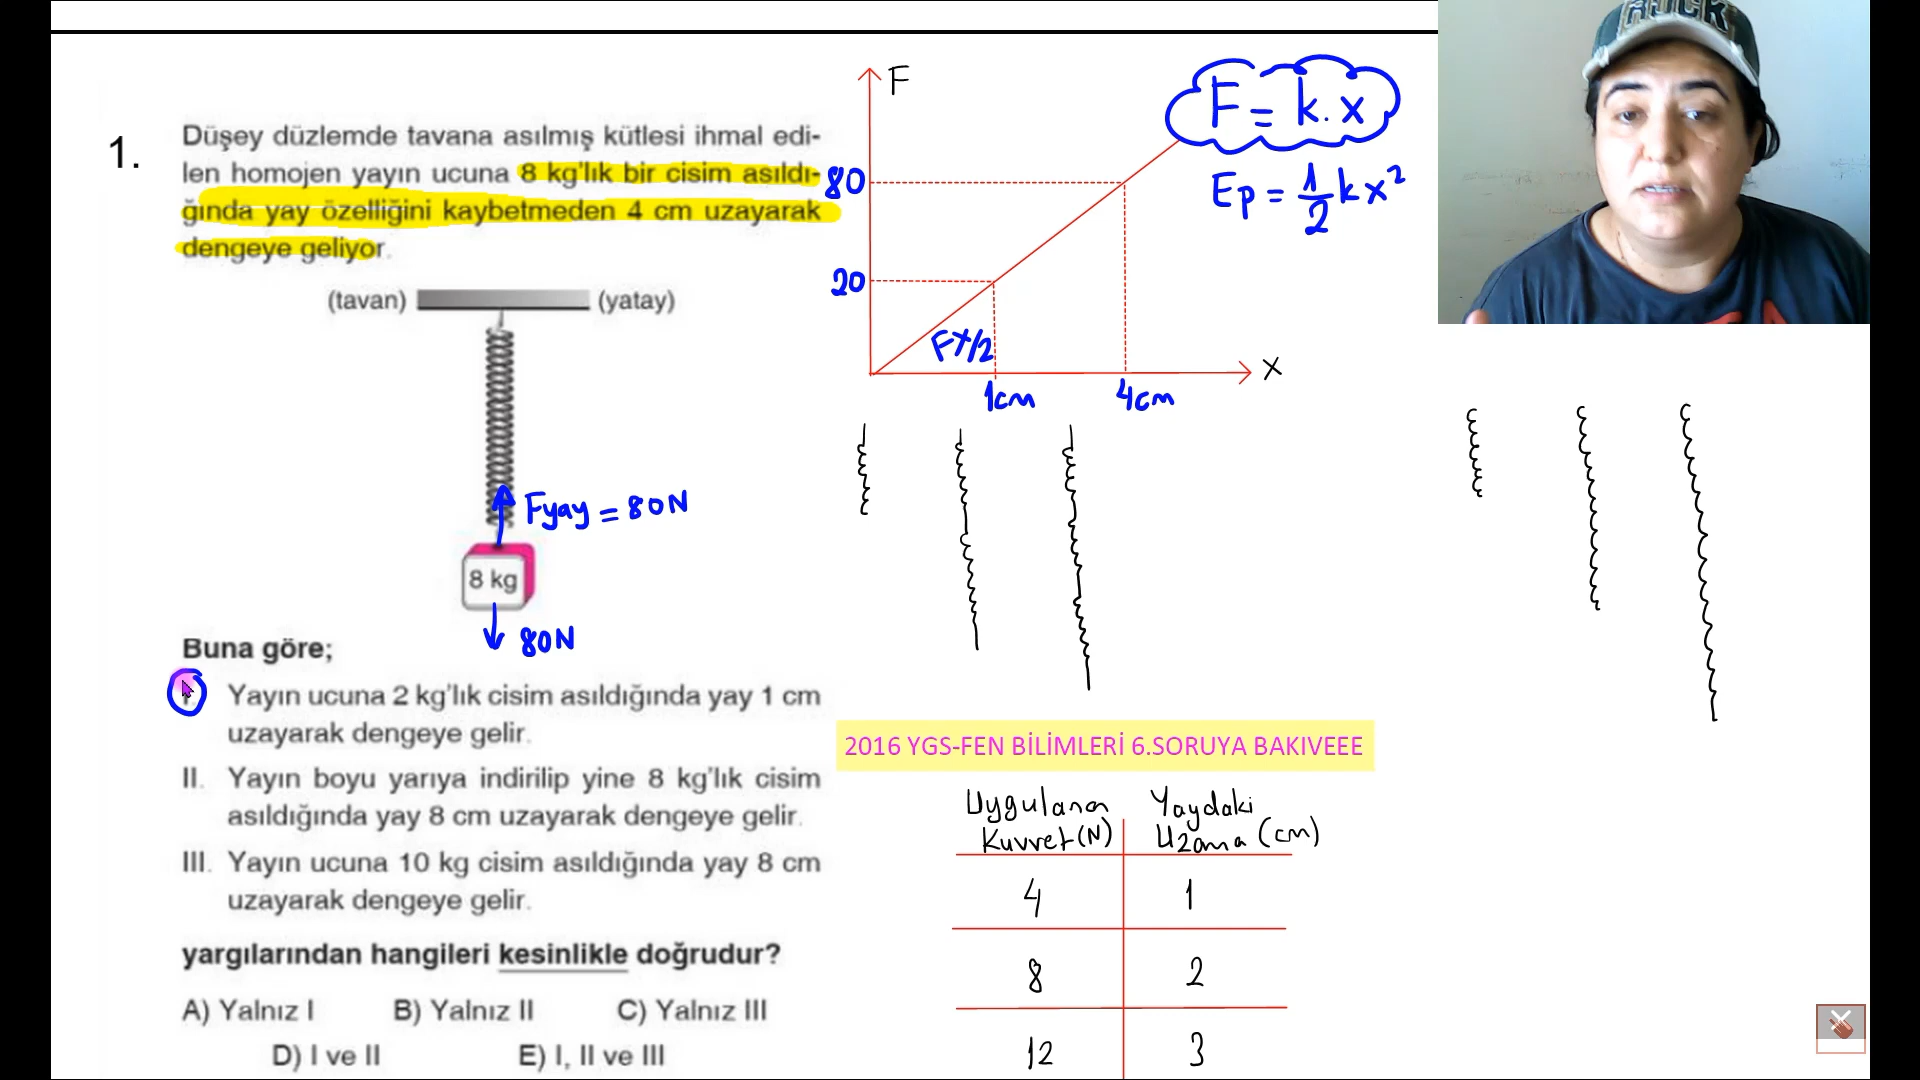 1.
Düşey düzlemde tavana asılmış kütlesi ihmal edi-
len homojen yayın ucuna 8 kg'lık bir cisim asıldı-
ğında yay özelliğini kaybetmeden 4 cm uzayarak
dengeye geliyor.
(tavan) (yatay)
Fyay = 80N
8 kg
80N
Buna göre;
I. Yayın ucuna 2 kg'lık cisim asıldığında yay 1 cm
uzayarak dengeye gelir.
II. Yayın boyu yarıya indirilip yine 8 kg'lık cisim
asıldığında yay 8 cm uzayarak dengeye gelir.
III. Yayın ucuna 10 kg cisim asıldığında yay 8 cm
uzayarak dengeye gelir.
yargılarından hangileri kesinlikle doğrudur?
A) Yalnız I B) Yalnız II C) Yalnız III
D) I ve II E) I, II ve III
F
80
20
FX/2
1cm 4cm
X
F = k.x
Ep = 1/2 kx²
2016 YGS-FEN BİLİMLERİ 6.SORUYA BAKIVEEE
Uygulanan Yaydaki
Kuvvet(N) Uzama (cm)
4 1
8 2
12 3